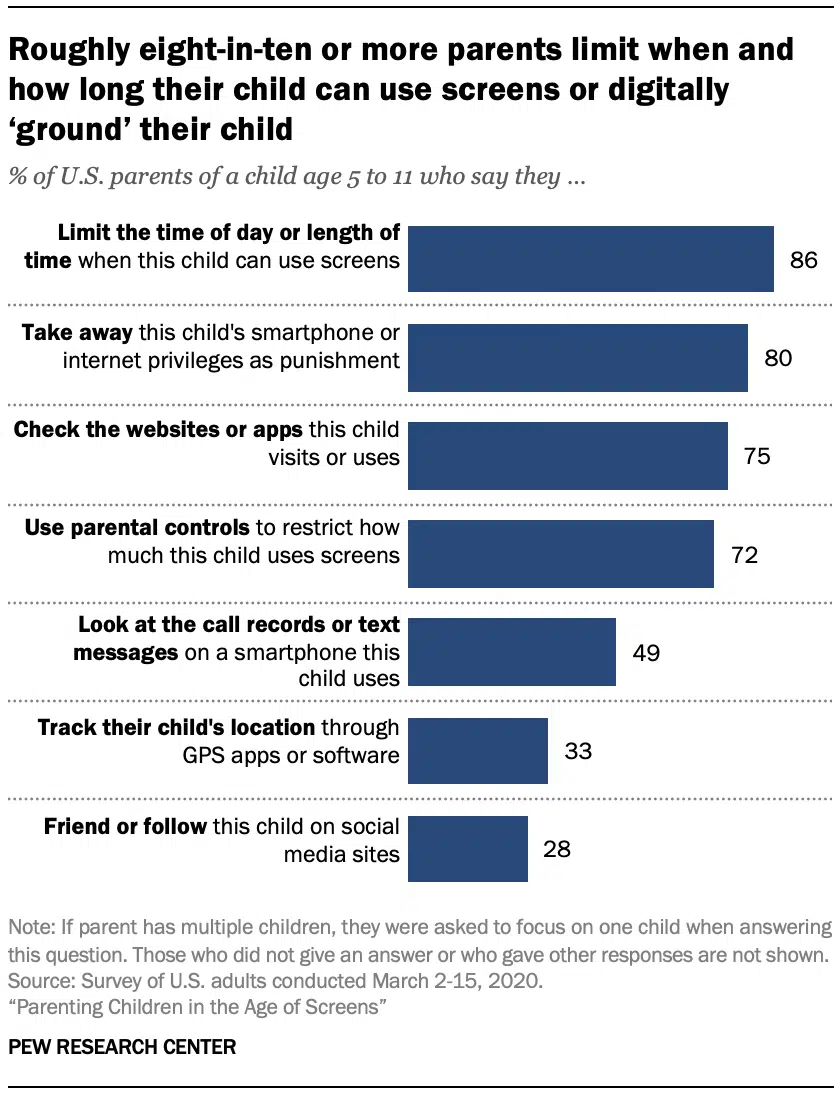 Roughly eight-in-ten or more parents limit when and
how long their child can use screens or digitally
‘ground’ their child
% of U.S. parents of a child age 5 to 11 who say they ...
Limit the time of day or length of
time when this child can use screens
86
Take away this child's smartphone or
internet privileges as punishment
80
Check the websites or apps this child
visits or uses
75
Use parental controls to restrict how
much this child uses screens
72
Look at the call records or text
messages on a smartphone this
child uses
49
Track their child's location through
GPS apps or software
33
Friend or follow this child on social
media sites
28
Note: If parent has multiple children, they were asked to focus on one child when answering
this question. Those who did not give an answer or who gave other responses are not shown.
Source: Survey of U.S. adults conducted March 2-15, 2020.
“Parenting Children in the Age of Screens”
PEW RESEARCH CENTER